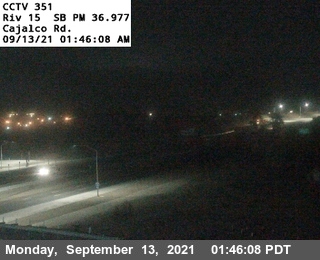 CCTV 351
Riv 15 SB PM 36.977
Cajalco Rd.
09/13/21 01:46:08 AM
Monday, September 13, 2021 01:46:08 PDT